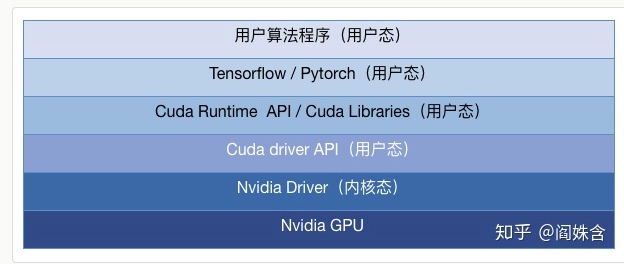 用户算法程序（用户态）
Tensorflow / Pytorch（用户态）
Cuda Runtime API / Cuda Libraries（用户态）
Cuda driver API（用户态）
Nvidia Driver（内核态）
Nvidia GPU
知乎 @阎姝含